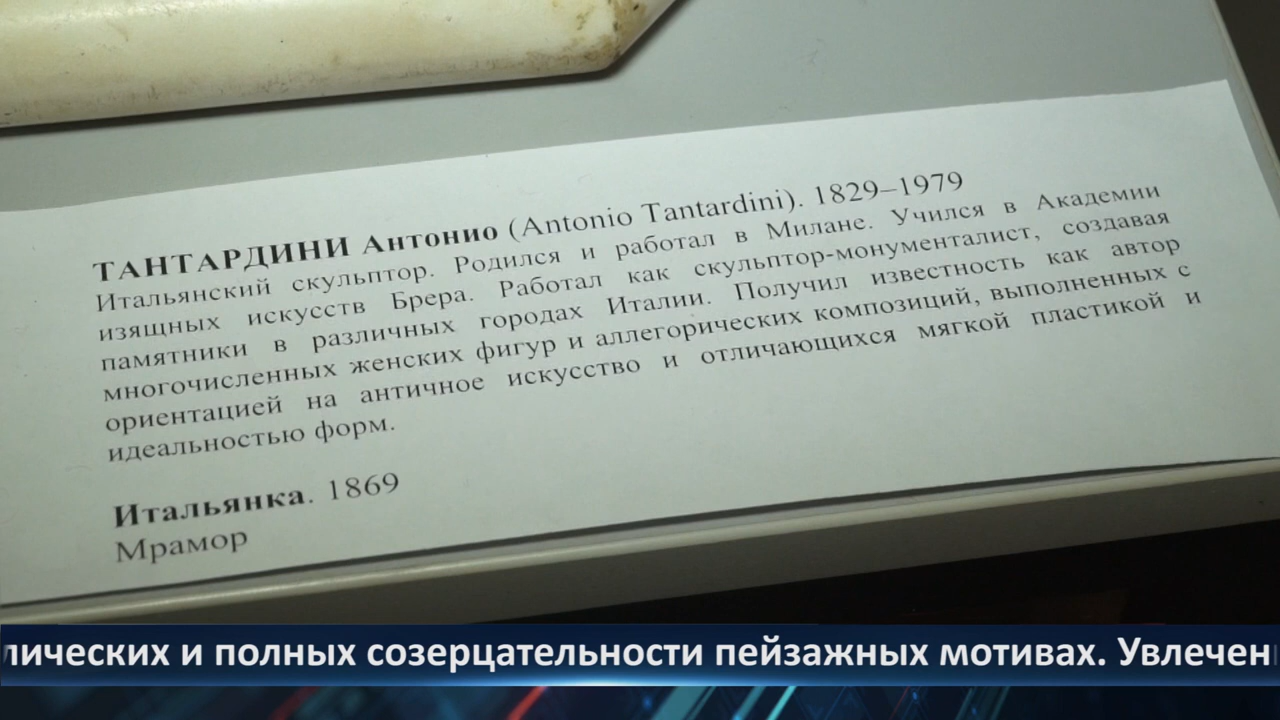 ТАНТАРДИНИ Антонио (Antonio Tantardini). 1829–1979
Итальянский скульптор. Родился и работал в Милане. Учился в Академии
изящных искусств Брера. Работал как скульптор-монументалист, создавая
памятники в различных городах Италии. Получил известность как автор
многочисленных женских фигур и аллегорических композиций, выполненных с
ориентацией на античное искусство и отличающихся мягкой пластикой и
идеальностью форм.
Итальянка. 1869
Мрамор
лических и полных созерцательности пейзажных мотивах. Увлечен